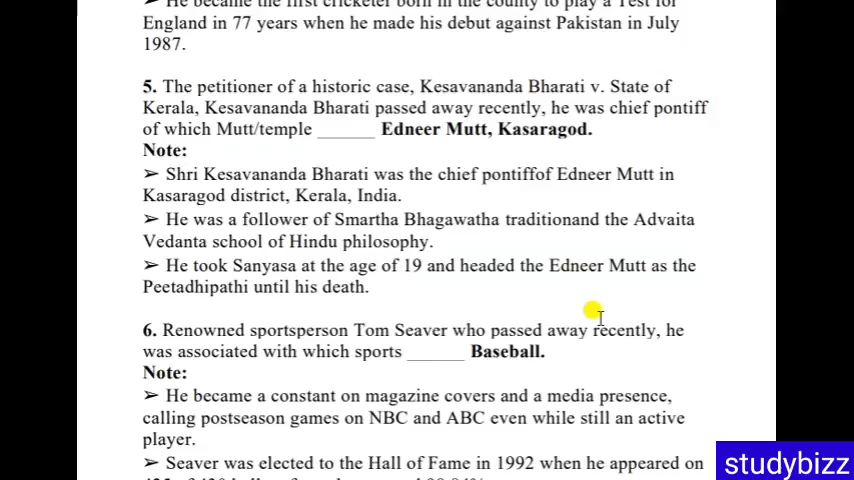 England in 77 years when he made his debut against Pakistan in July
1987.
5. The petitioner of a historic case, Kesavananda Bharati v. State of
Kerala, Kesavananda Bharati passed away recently, he was chief pontiff
of which Mutt/temple ______ Edneer Mutt, Kasaragod.
Note:
➢ Shri Kesavananda Bharati was the chief pontiffof Edneer Mutt in
Kasaragod district, Kerala, India.
➢ He was a follower of Smartha Bhagawatha traditionand the Advaita
Vedanta school of Hindu philosophy.
➢ He took Sanyasa at the age of 19 and headed the Edneer Mutt as the
Peetadhipathi until his death.
6. Renowned sportsperson Tom Seaver who passed away recently, he
was associated with which sports ______ Baseball.
Note:
➢ He became a constant on magazine covers and a media presence,
calling postseason games on NBC and ABC even while still an active
player.
➢ Seaver was elected to the Hall of Fame in 1992 when he appeared on
studybizz